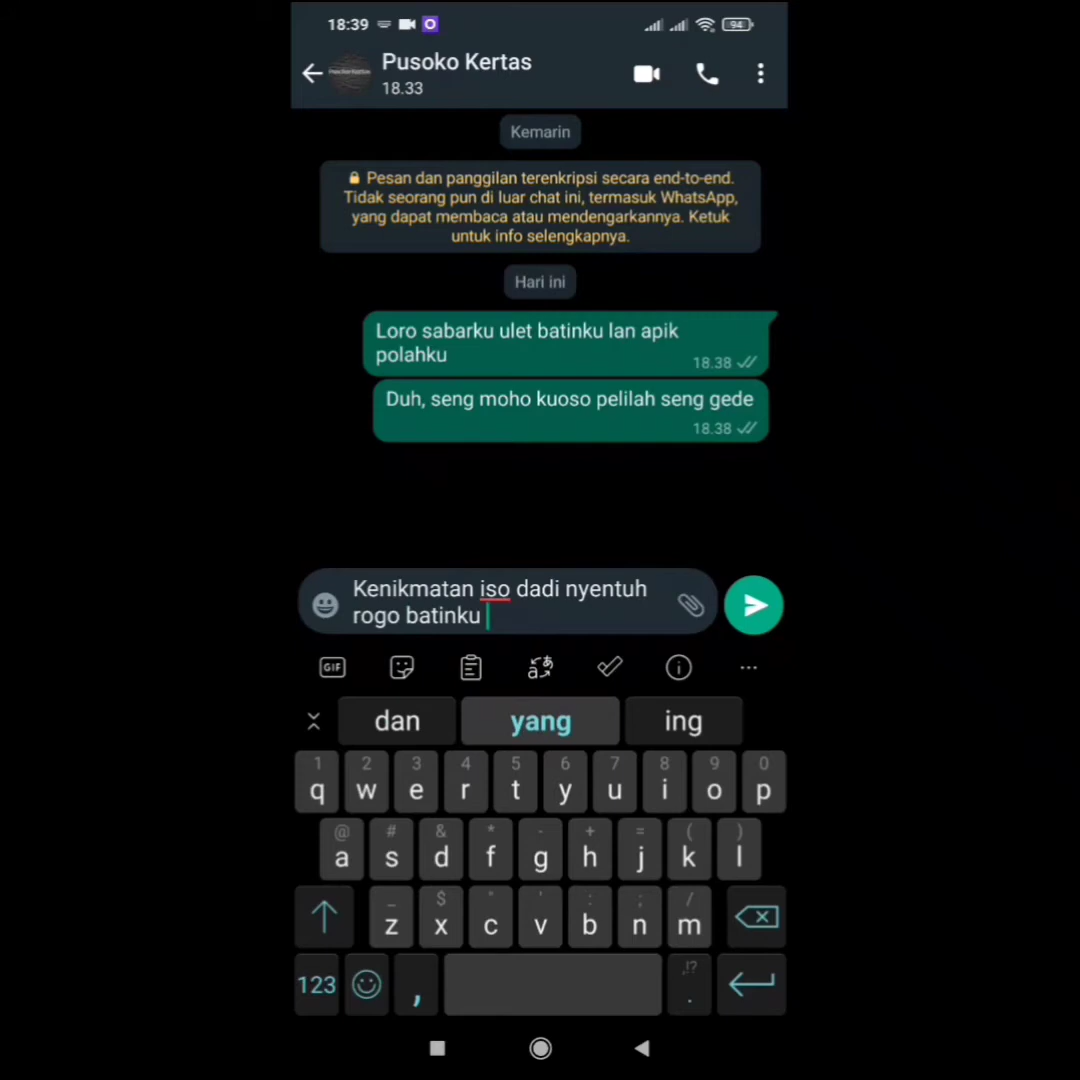 18:39
94
Pusoko Kertas
18.33
Kemarin
Pesan dan panggilan terenkripsi secara end-to-end.
Tidak seorang pun di luar chat ini, termasuk WhatsApp,
yang dapat membaca atau mendengarkannya. Ketuk
untuk info selengkapnya.
Hari ini
Loro sabarku ulet batinku lan apik
polahku
18.38
Duh, seng moho kuoso pelilah seng gede
18.38
Kenikmatan iso dadi nyentuh
rogo batinku
GIF
dan yang ing
1 2 3 4 5 6 7 8 9 0
q w e r t y u i o p
@ # & * - + = ( )
a s d f g h j k l
_ $ " ' : ; /
z x c v b n m
123 , ,!? .